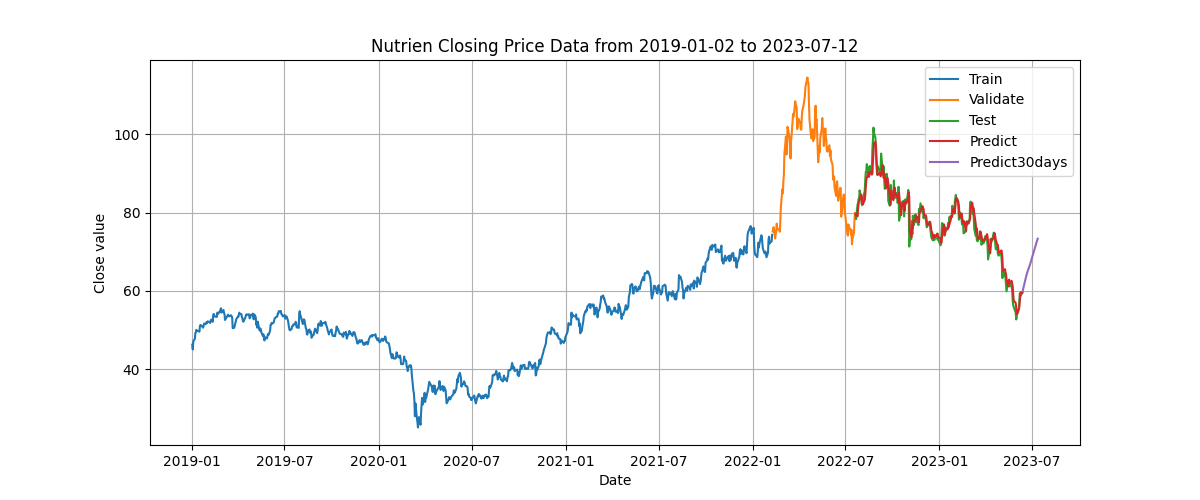 Nutrien Closing Price Data from 2019-01-02 to 2023-07-12
Train
Validate
Test
Predict
Predict30days
Close value
100
80
60
40
2019-01 2019-07 2020-01 2020-07 2021-01 2021-07 2022-01 2022-07 2023-01 2023-07
Date